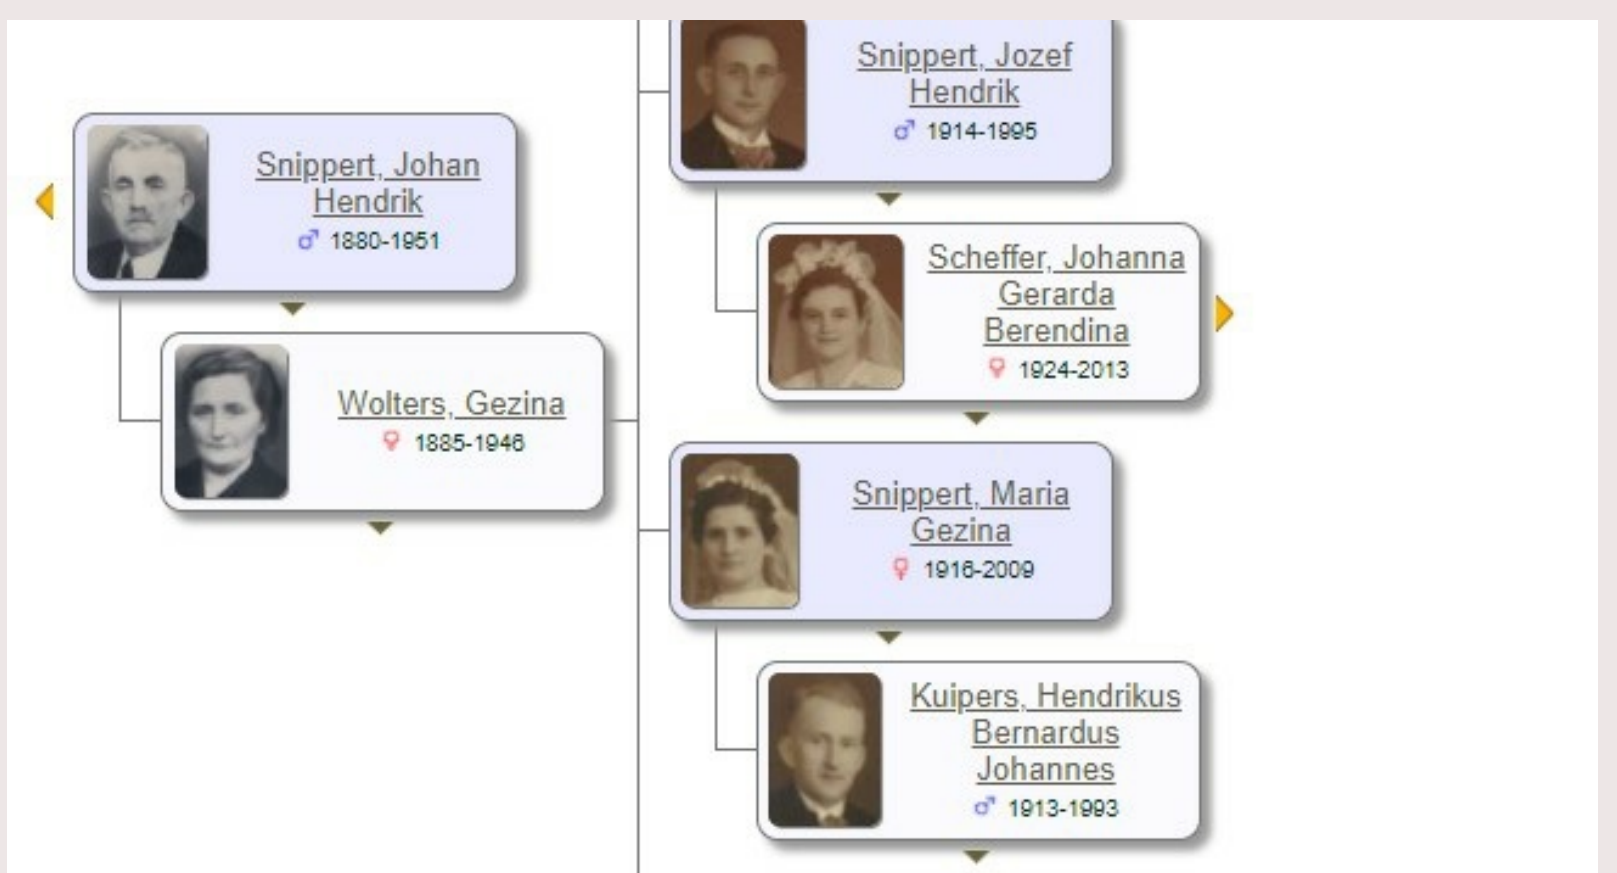 Snippert, Johan
Hendrik
♂ 1880-1951
Wolters, Gezina
♀ 1885-1946
Snippert, Jozef
Hendrik
♂ 1914-1995
Scheffer, Johanna
Gerarda
Berendina
♀ 1924-2013
Snippert, Maria
Gezina
♀ 1916-2009
Kuipers, Hendrikus
Bernardus
Johannes
♂ 1913-1993